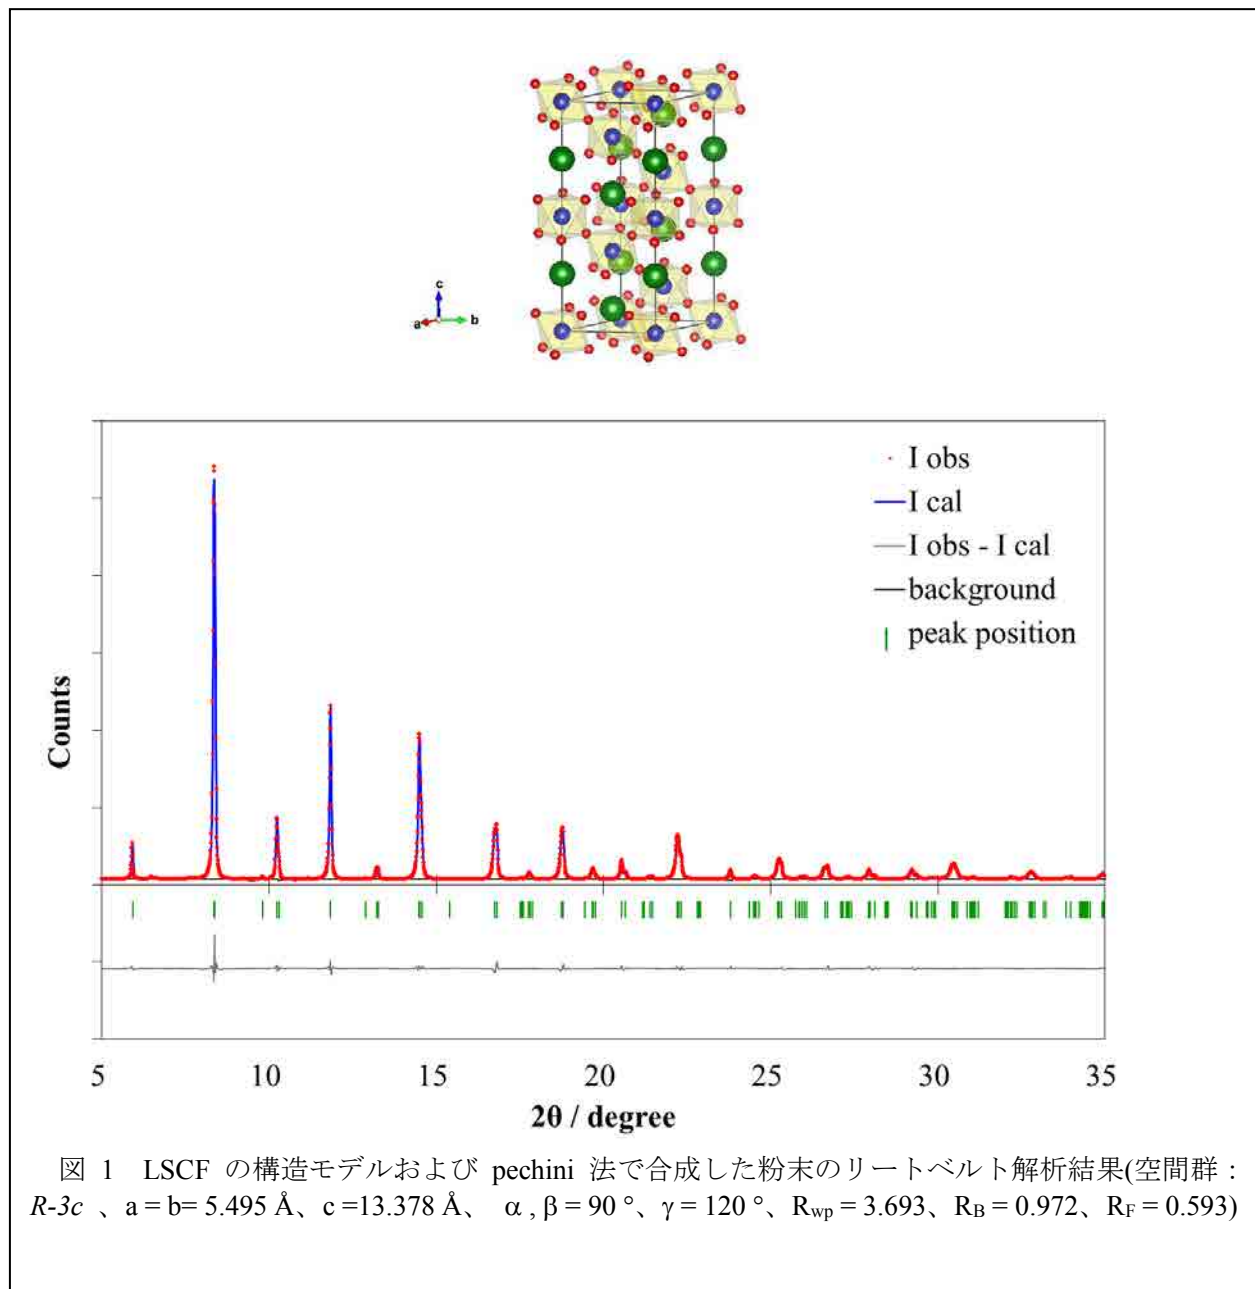 c
a
b
I obs
I cal
I obs - I cal
background
peak position
Counts
5 10 15 20 25 30 35
2θ / degree
図 1 LSCF の構造モデルおよび pechini 法で合成した粉末のリートベルト解析結果(空間群 :
R-3c 、a = b= 5.495 Å、c =13.378 Å、 α , β = 90 °、γ = 120 °、Rwp = 3.693、RB = 0.972、RF = 0.593)